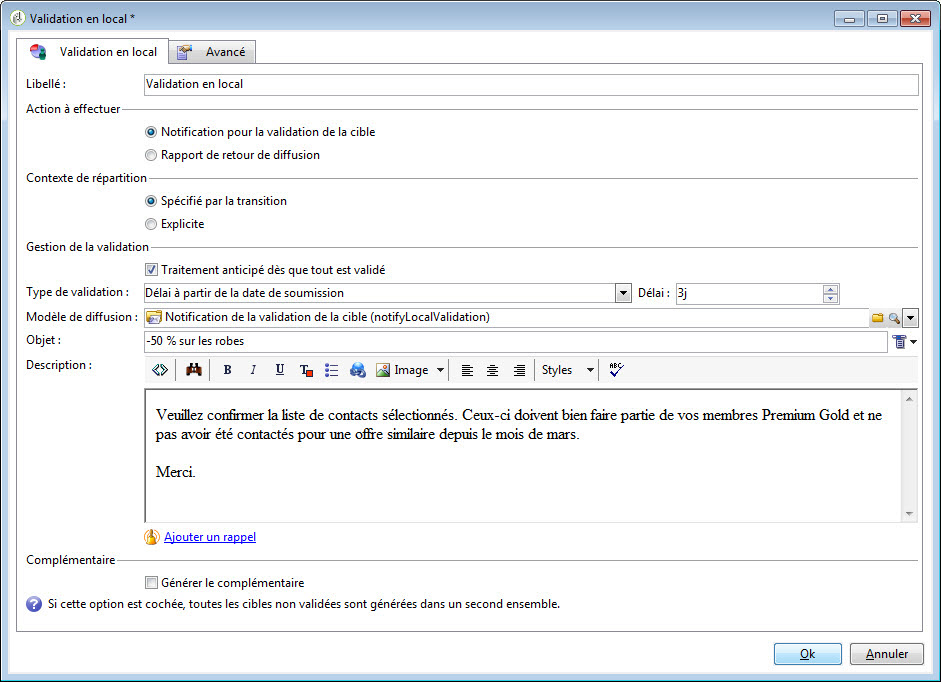 Validation en local *
Validation en local
Avancé
Libellé :
Validation en local
Action à effectuer
Notification pour la validation de la cible
Rapport de retour de diffusion
Contexte de répartition
Spécifié par la transition
Explicite
Gestion de la validation
Traitement anticipé dès que tout est validé
Type de validation : Délai à partir de la date de soumission Délai : 3j
Modèle de diffusion : Notification de la validation de la cible (notifyLocalValidation)
Objet : -50 % sur les robes
Description : B I U T Image Styles ABC
Veuillez confirmer la liste de contacts sélectionnés. Ceux-ci doivent bien faire partie de vos membres Premium Gold et ne
pas avoir été contactés pour une offre similaire depuis le mois de mars.
Merci.
Ajouter un rappel
Complémentaire
Générer le complémentaire
Si cette option est cochée, toutes les cibles non validées sont générées dans un second ensemble.
Ok Annuler